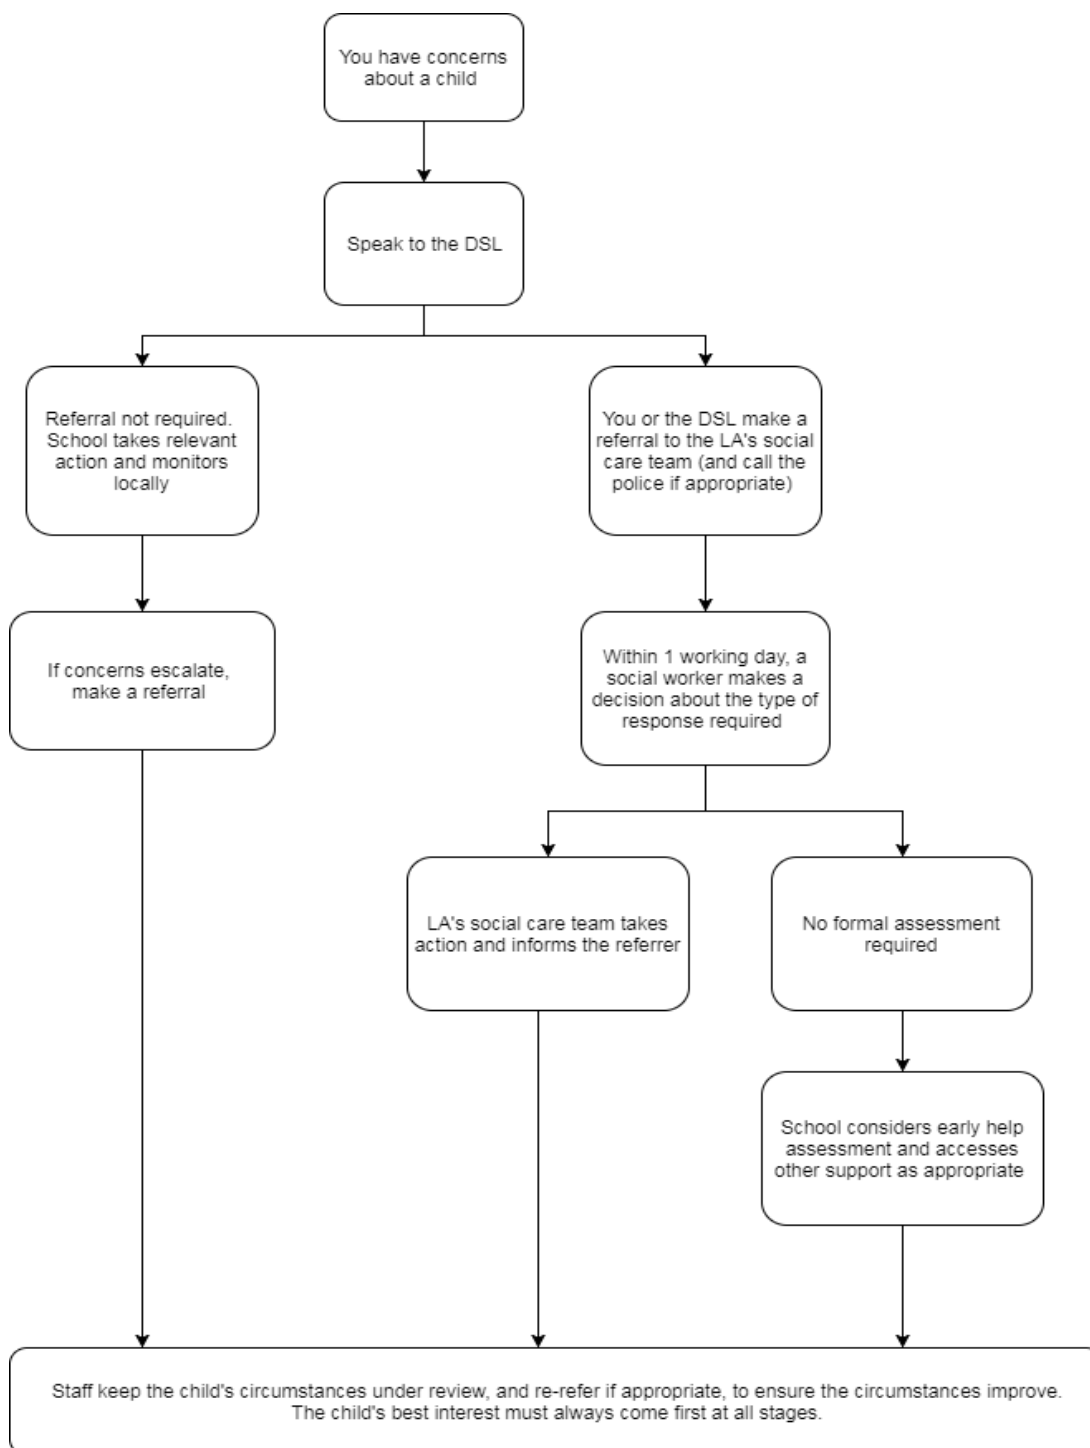 You have concerns
about a child
Speak to the DSL
Referral not required.
School takes relevant
action and monitors
locally
You or the DSL make a
referral to the LA's social
care team (and call the
police if appropriate)
If concerns escalate,
make a referral
Within 1 working day, a
social worker makes a
decision about the type of
response required
LA's social care team takes
action and informs the referrer
No formal assessment
required
School considers early help
assessment and accesses
other support as appropriate
Staff keep the child's circumstances under review, and re-refer if appropriate, to ensure the circumstances improve.
The child's best interest must always come first at all stages.